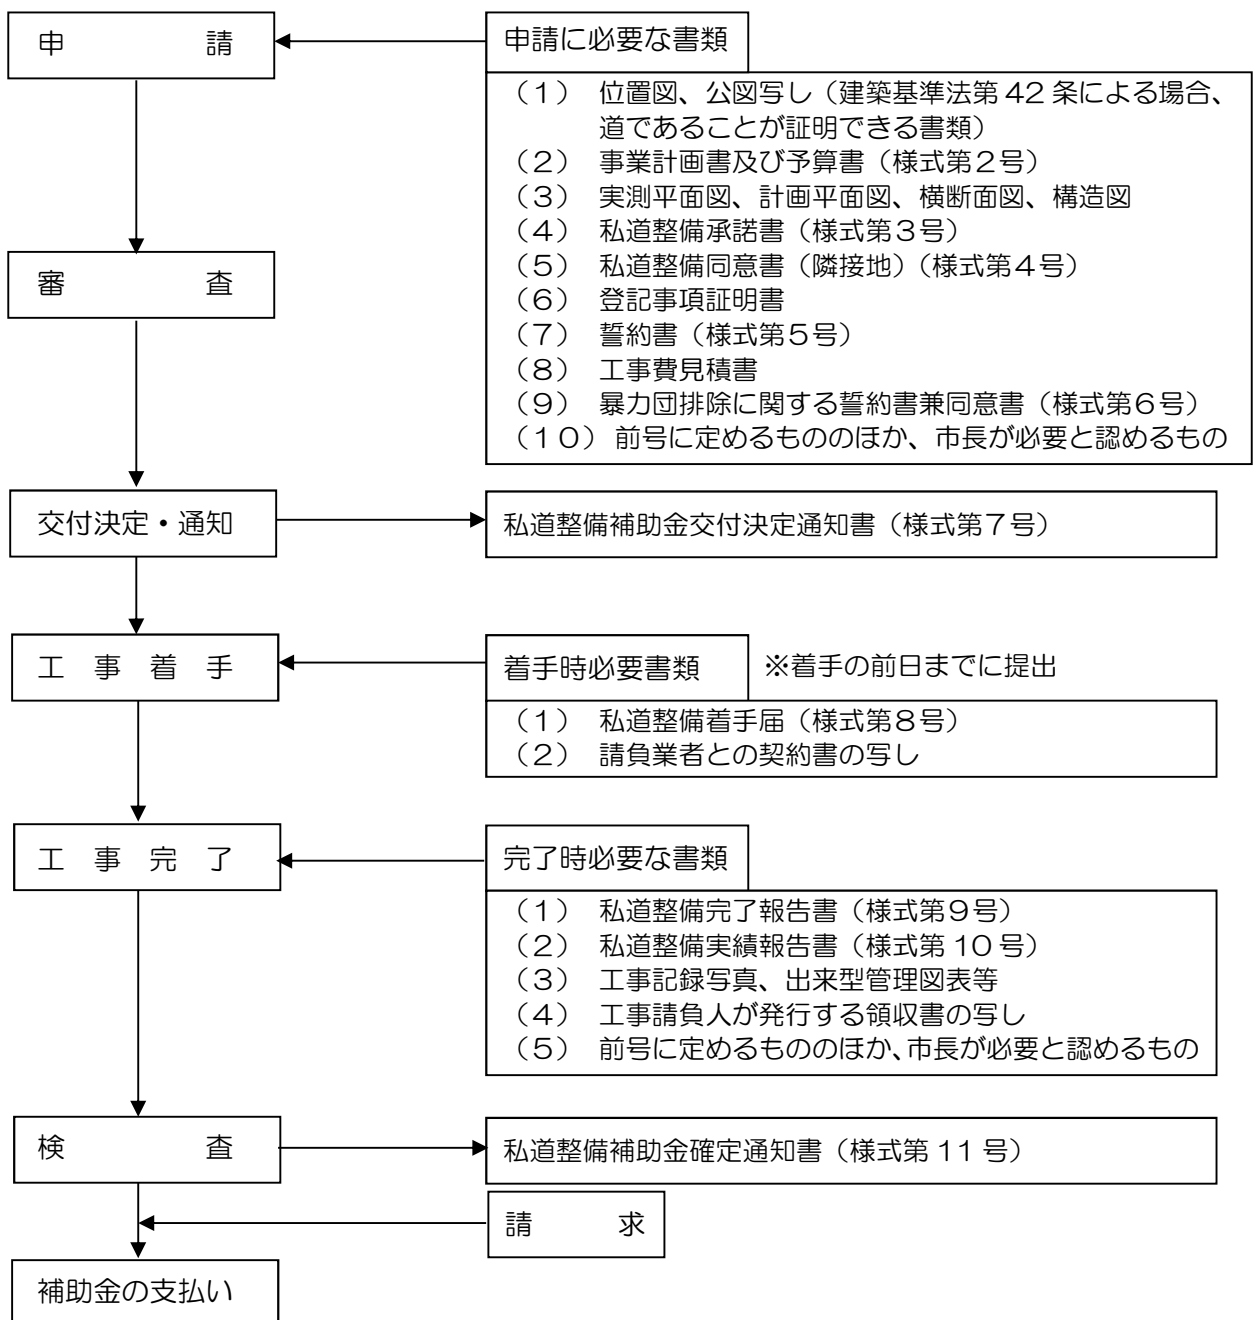 申請
申請に必要な書類
（１） 位置図、公図写し（建築基準法第 42 条による場合、
道であることが証明できる書類）
（２） 事業計画書及び予算書（様式第２号）
（３） 実測平面図、計画平面図、横断面図、構造図
（４） 私道整備承諾書（様式第３号）
（５） 私道整備同意書（隣接地）（様式第４号）
（６） 登記事項証明書
（７） 誓約書（様式第５号）
（８） 工事費見積書
（９） 暴力団排除に関する誓約書兼同意書（様式第６号）
（１０） 前号に定めるもののほか、市長が必要と認めるもの
審査
交付決定・通知
私道整備補助金交付決定通知書（様式第７号）
工事着手
着手時必要書類 ※着手の前日までに提出
（１） 私道整備着手届（様式第８号）
（２） 請負業者との契約書の写し
工事完了
完了時必要な書類
（１） 私道整備完了報告書（様式第９号）
（２） 私道整備実績報告書（様式第 10 号）
（３） 工事記録写真、出来型管理図表等
（４） 工事請負人が発行する領収書の写し
（５） 前号に定めるもののほか、市長が必要と認めるもの
検査
私道整備補助金確定通知書（様式第 11 号）
請求
補助金の支払い